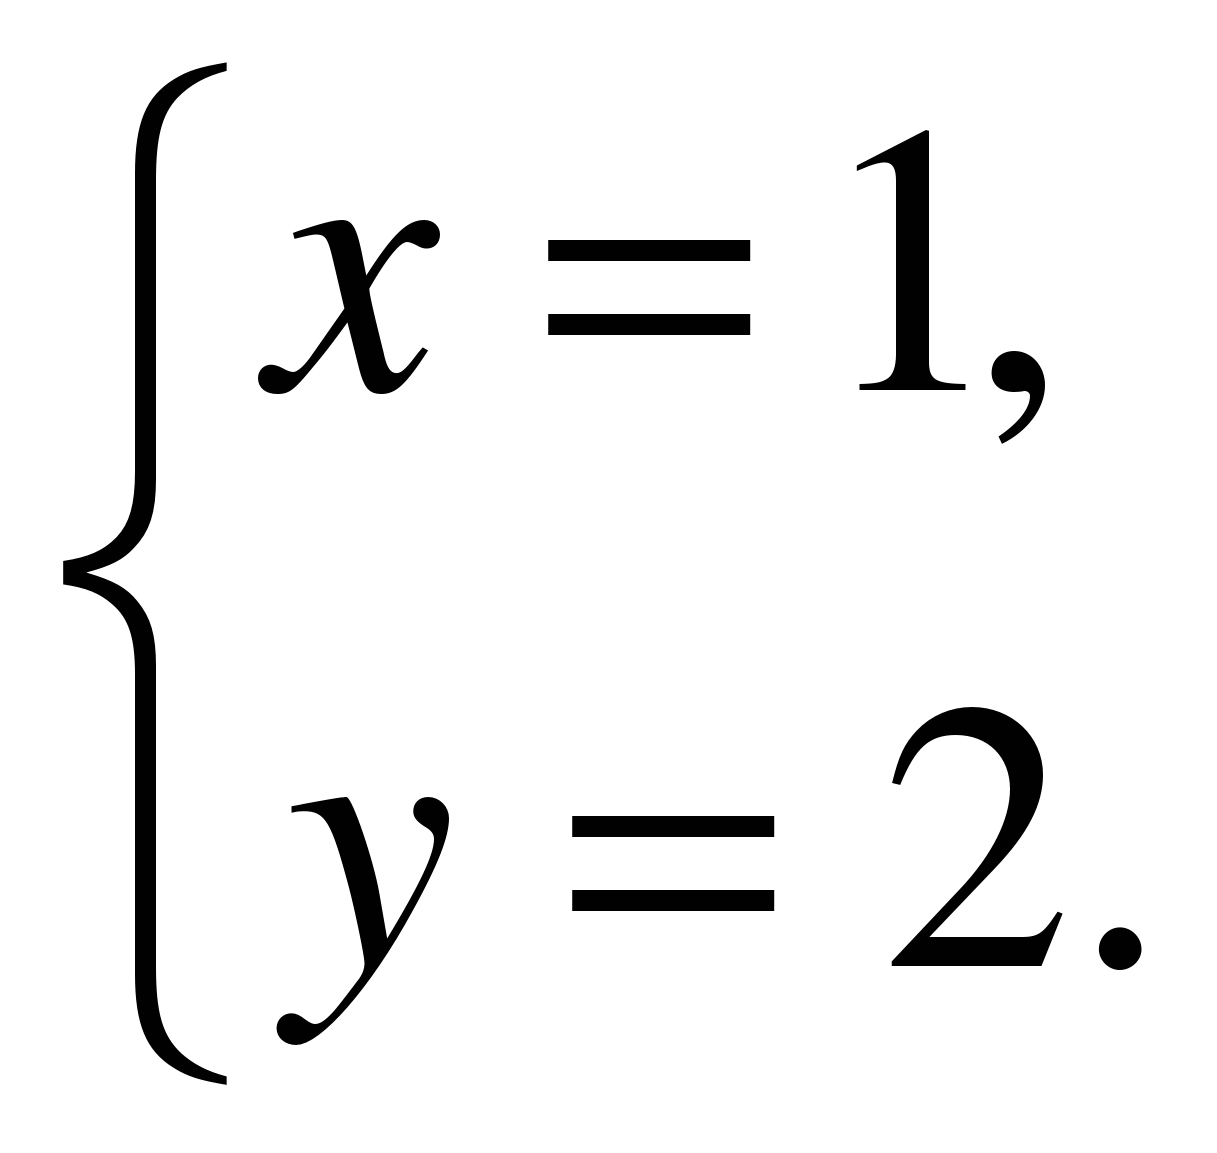 x = 1,
y = 2.